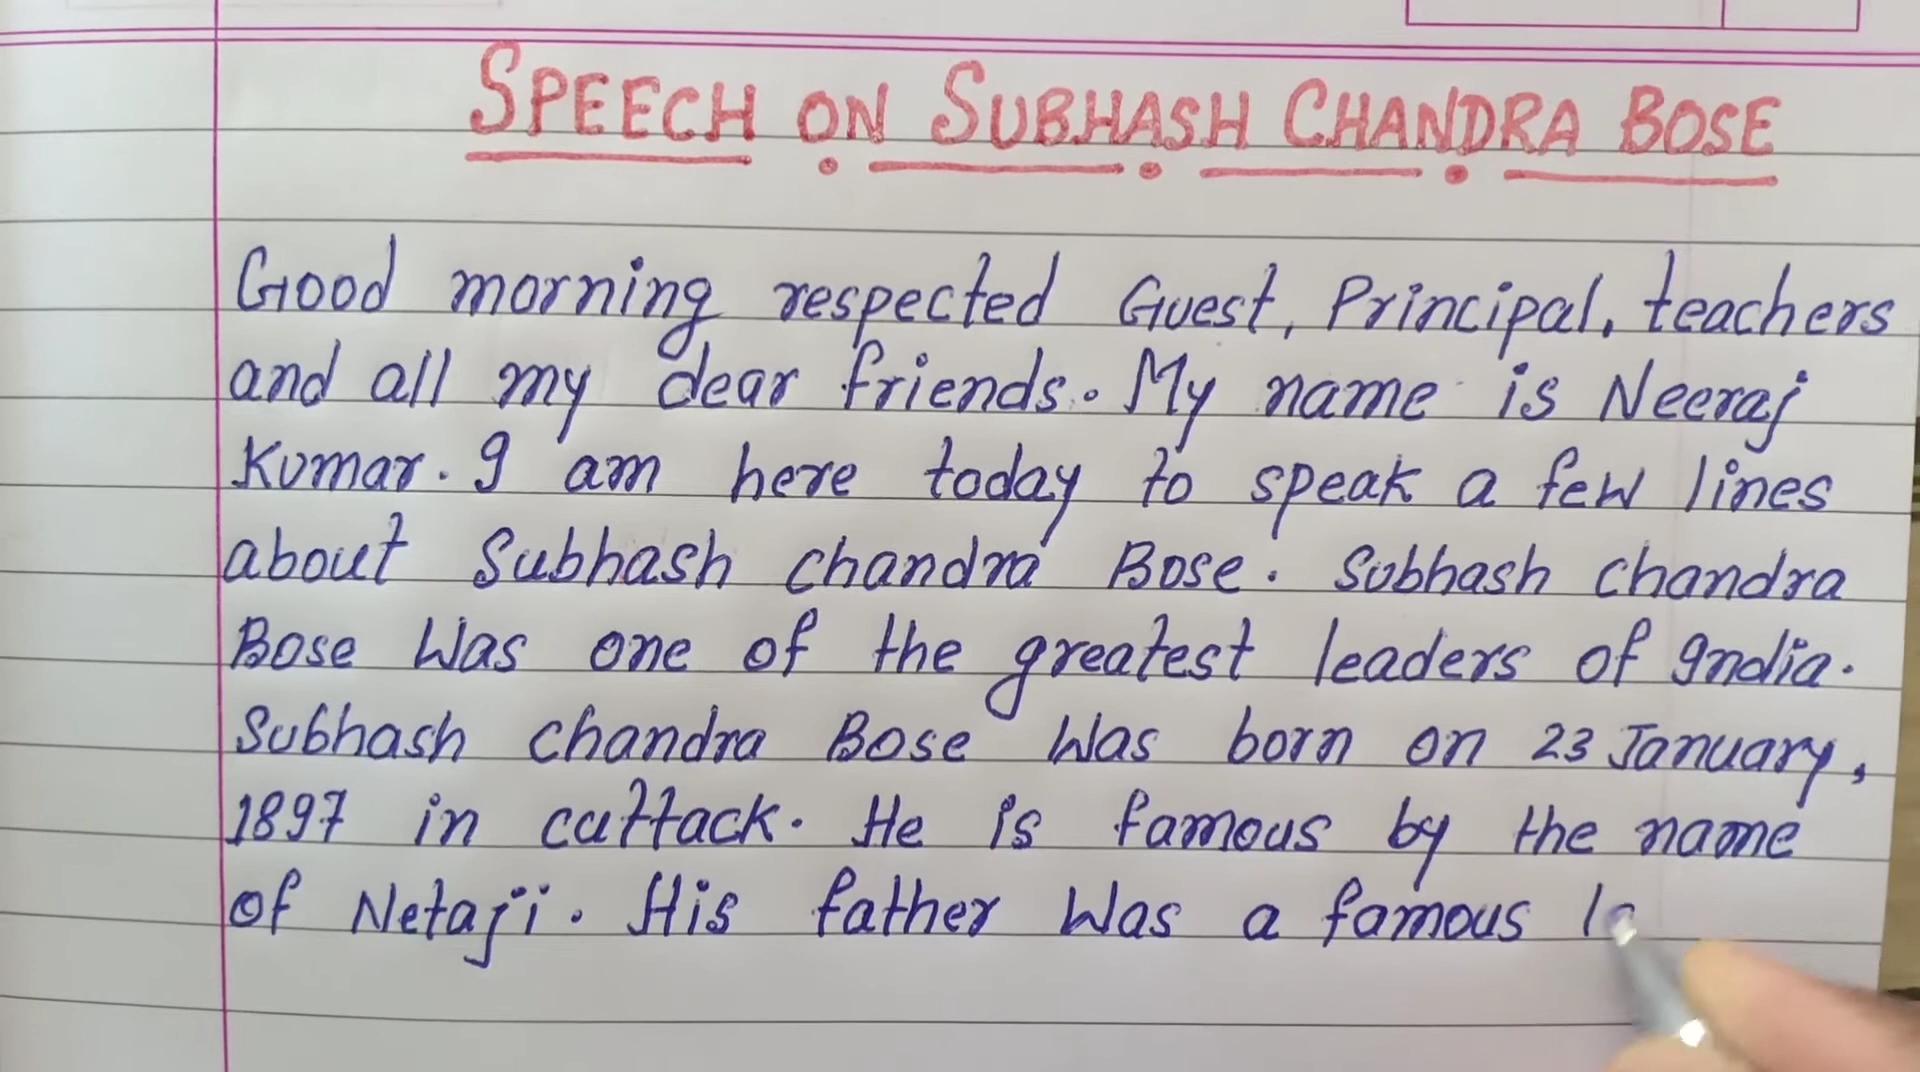 SPEECH ON SUBHASH CHANDRA BOSE
Good morning respected Guest, Principal, teachers
and all my dear friends. My name is Neeraj
Kumar. I am here today to speak a few lines
about Subhash chandra Bose. Subhash chandra
Bose was one of the greatest leaders of India.
Subhash chandra Bose was born on 23 January,
1897 in cuttack. He is famous by the name
of Netaji. His father was a famous